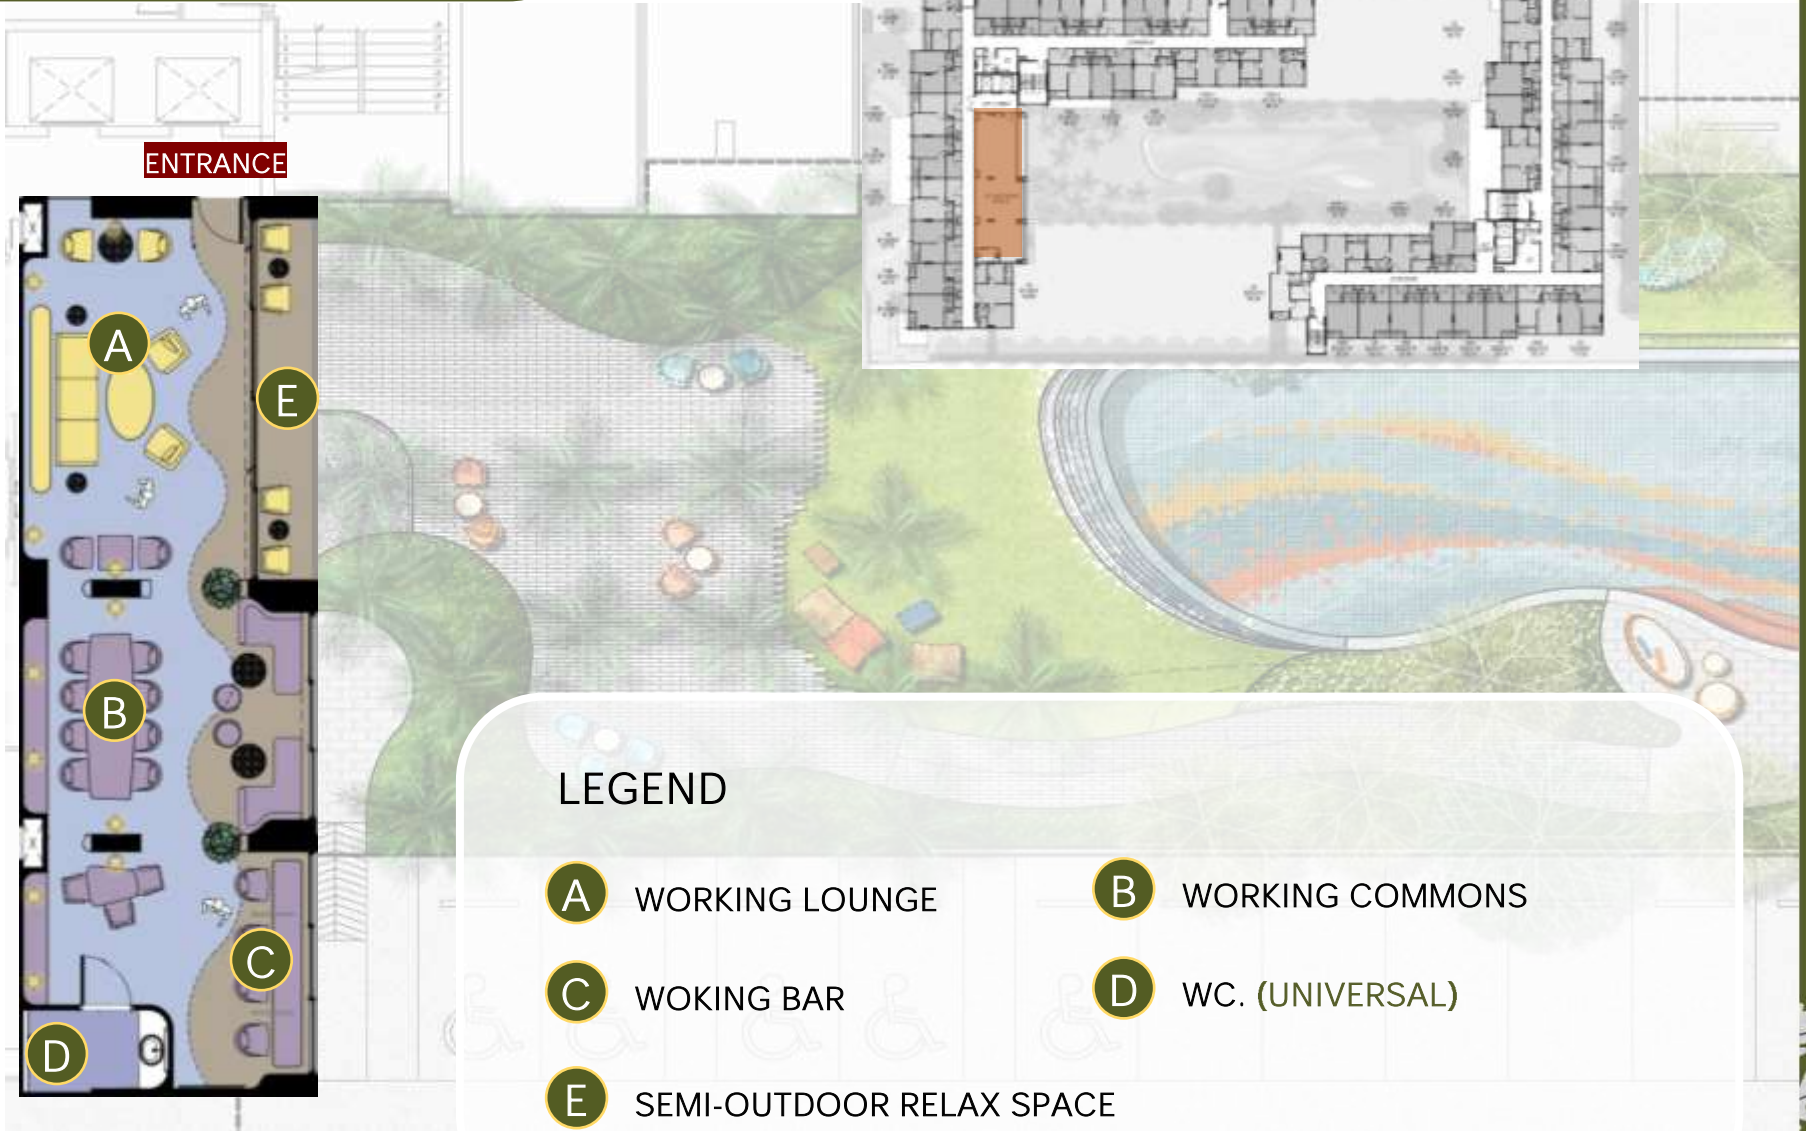 ENTRANCE
A
E
B
C
D
LEGEND
A WORKING LOUNGE
B WORKING COMMONS
C WOKING BAR
D WC. (UNIVERSAL)
E SEMI-OUTDOOR RELAX SPACE